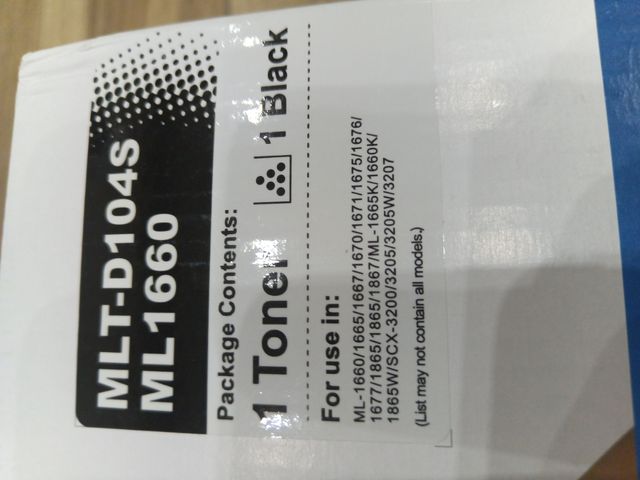 MLT-D104S
ML1660
Package Contents:
1 Toner 1 Black
For use in:
ML-1660/1665/1667/1670/1671/1675/1676/
1677/1865/1865/1867/ML-1665K/1660K/
1865W/SCX-3200/3205/3205W/3207
(List may not contain all models.)